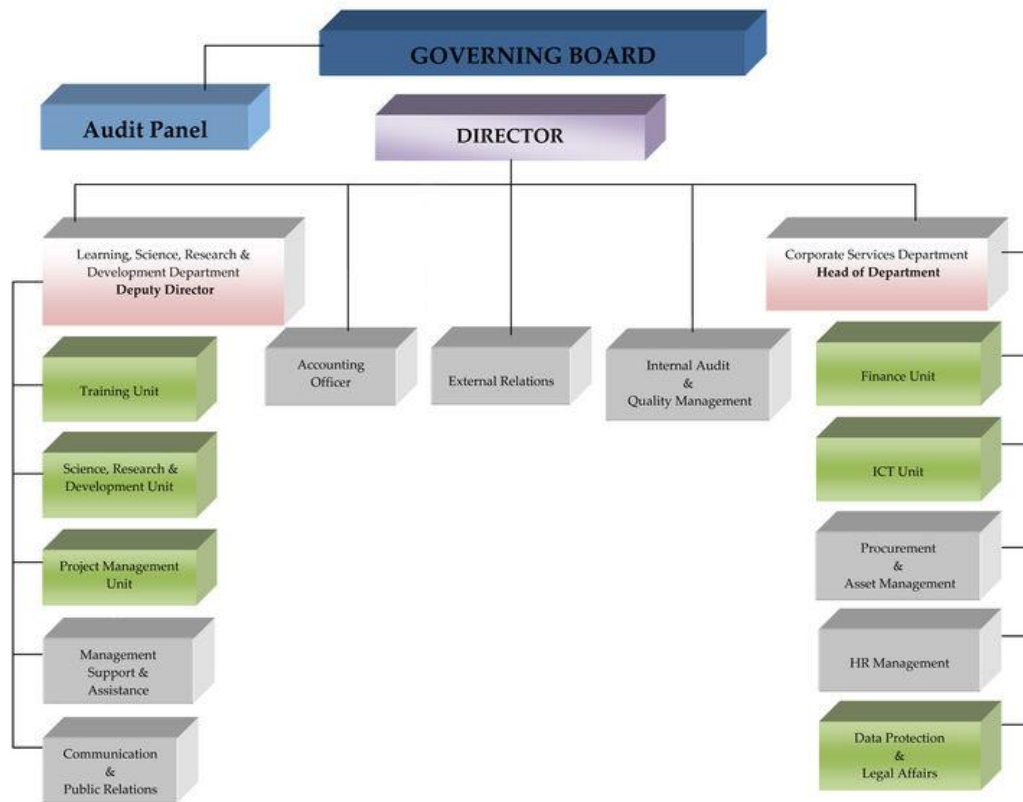 GOVERNING BOARD
Audit Panel
DIRECTOR
Learning, Science, Research &
Development Department
Deputy Director
Corporate Services Department
Head of Department
Accounting
Officer
External Relations
Internal Audit
&
Quality Management
Training Unit
Science, Research &
Development Unit
Project Management
Unit
Management
Support &
Assistance
Communication
&
Public Relations
Finance Unit
ICT Unit
Procurement
&
Asset Management
HR Management
Data Protection
&
Legal Affairs